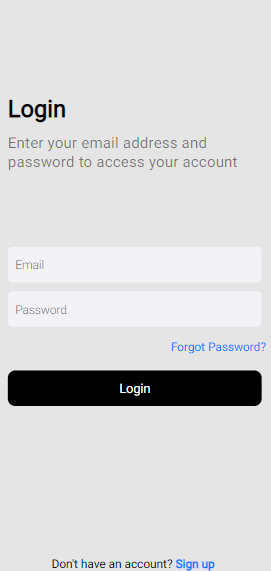 Login
Enter your email address and
password to access your account
Email
Password
Forgot Password?
Login
Don't have an account? Sign up